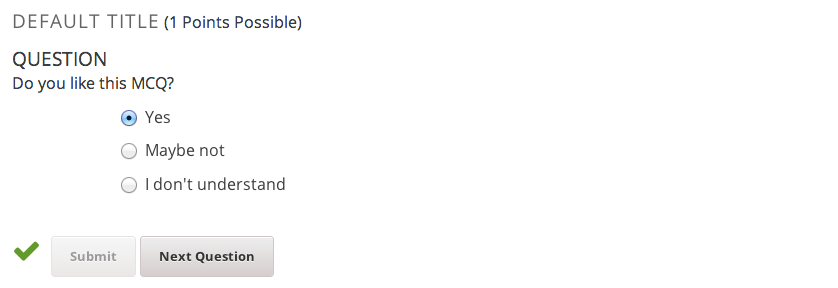 DEFAULT TITLE (1 Points Possible)
QUESTION
Do you like this MCQ?
Yes
Maybe not
I don't understand
Submit Next Question